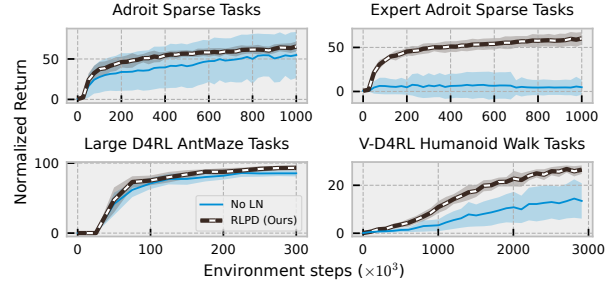 Adroit Sparse Tasks
Expert Adroit Sparse Tasks
Normalized Return
50
0
0 200 400 600 800 1000
50
0
0 200 400 600 800 1000
Large D4RL AntMaze Tasks
V-D4RL Humanoid Walk Tasks
100
0
0 100 200 300
No LN
RLPD (Ours)
20
0
0 1000 2000 3000
Environment steps (×10³)